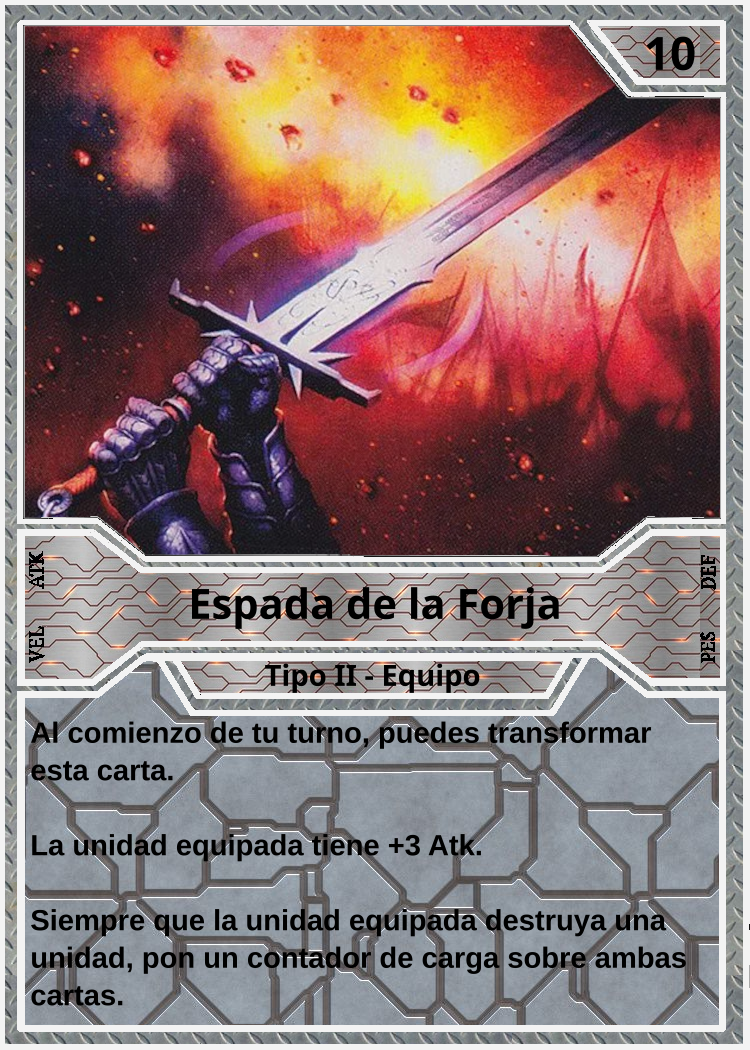 10
ATK
DEF
Espada de la Forja
VEL
PES
Tipo II - Equipo
Al comienzo de tu turno, puedes transformar
esta carta.
La unidad equipada tiene +3 Atk.
Siempre que la unidad equipada destruya una
unidad, pon un contador de carga sobre ambas
cartas.